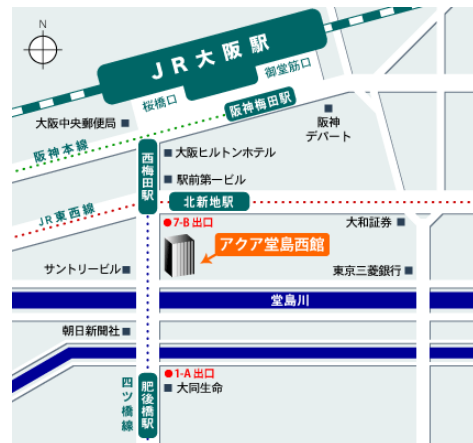 N
JR大阪駅
御堂筋口
桜橋口
阪神梅田駅
大阪中央郵便局
阪神
デパート
阪神本線
西梅田駅
大阪ヒルトンホテル
駅前第一ビル
北新地駅
JR東西線
7-B 出口
大和証券
アクア堂島西館
サントリービル
東京三菱銀行
堂島川
朝日新聞社
1-A 出口
四ツ橋線
肥後橋駅
大同生命